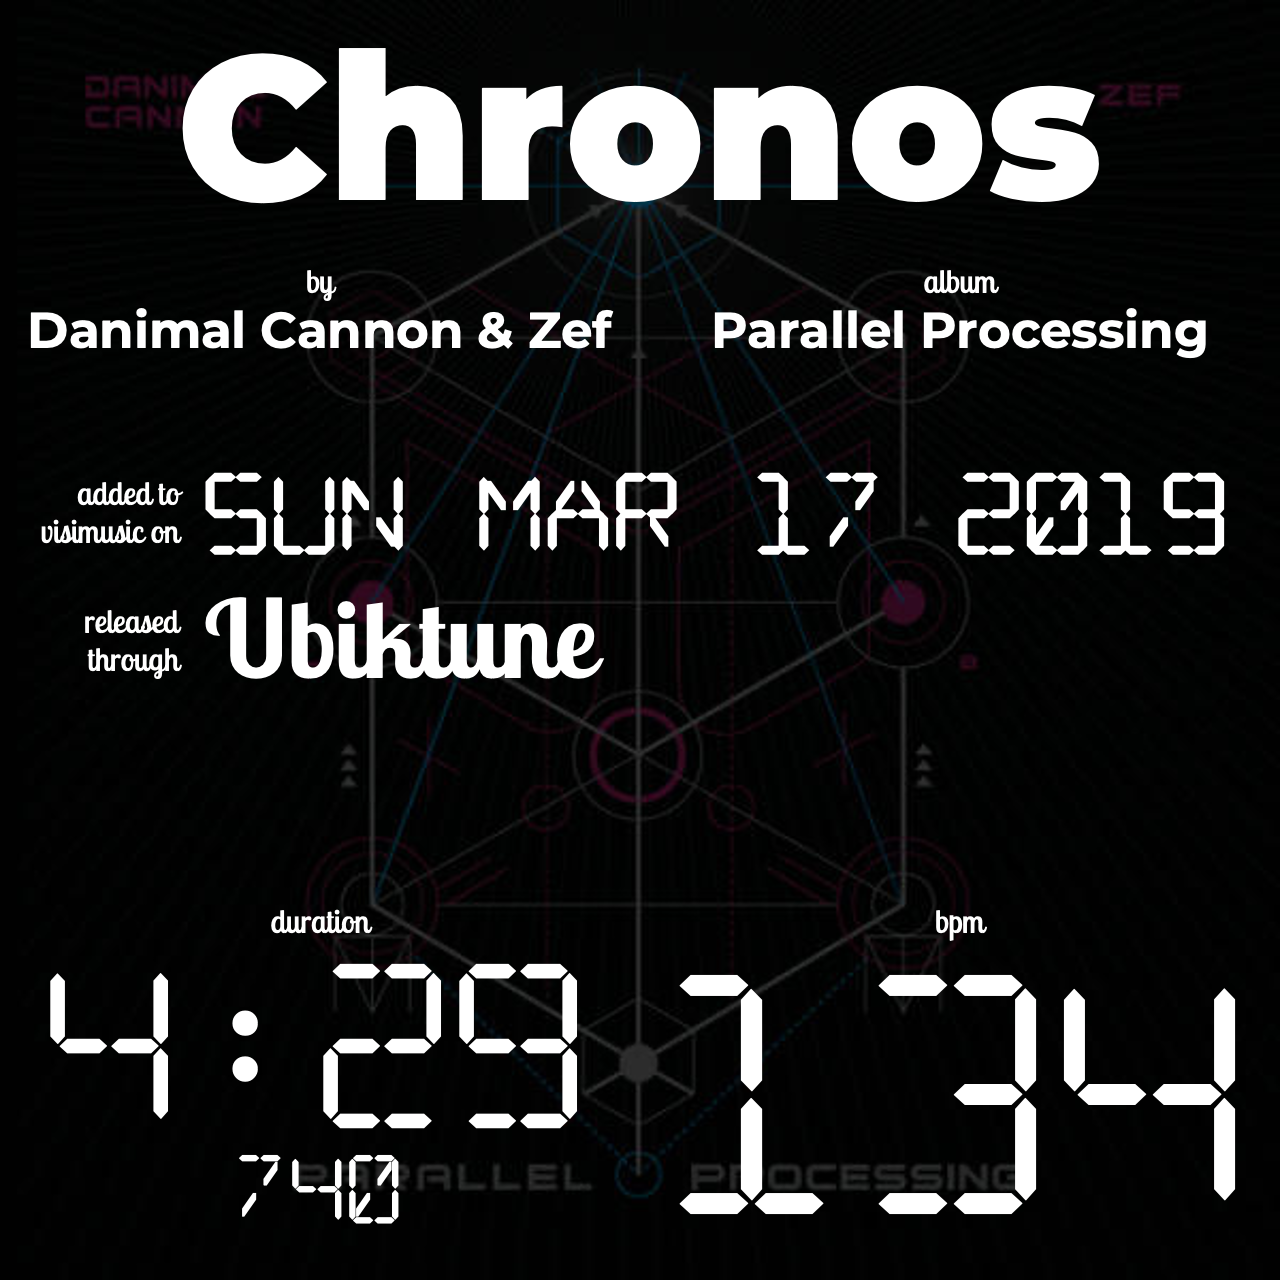 DANIMAL
CANNON
ZEF
Chronos
by
Danimal Cannon & Zef
album
Parallel Processing
added to
visimusic on
SUN MAR 17 2019
released
through
Ubiktune
duration
4:29
740
bpm
134
PARALLEL PROCESSING